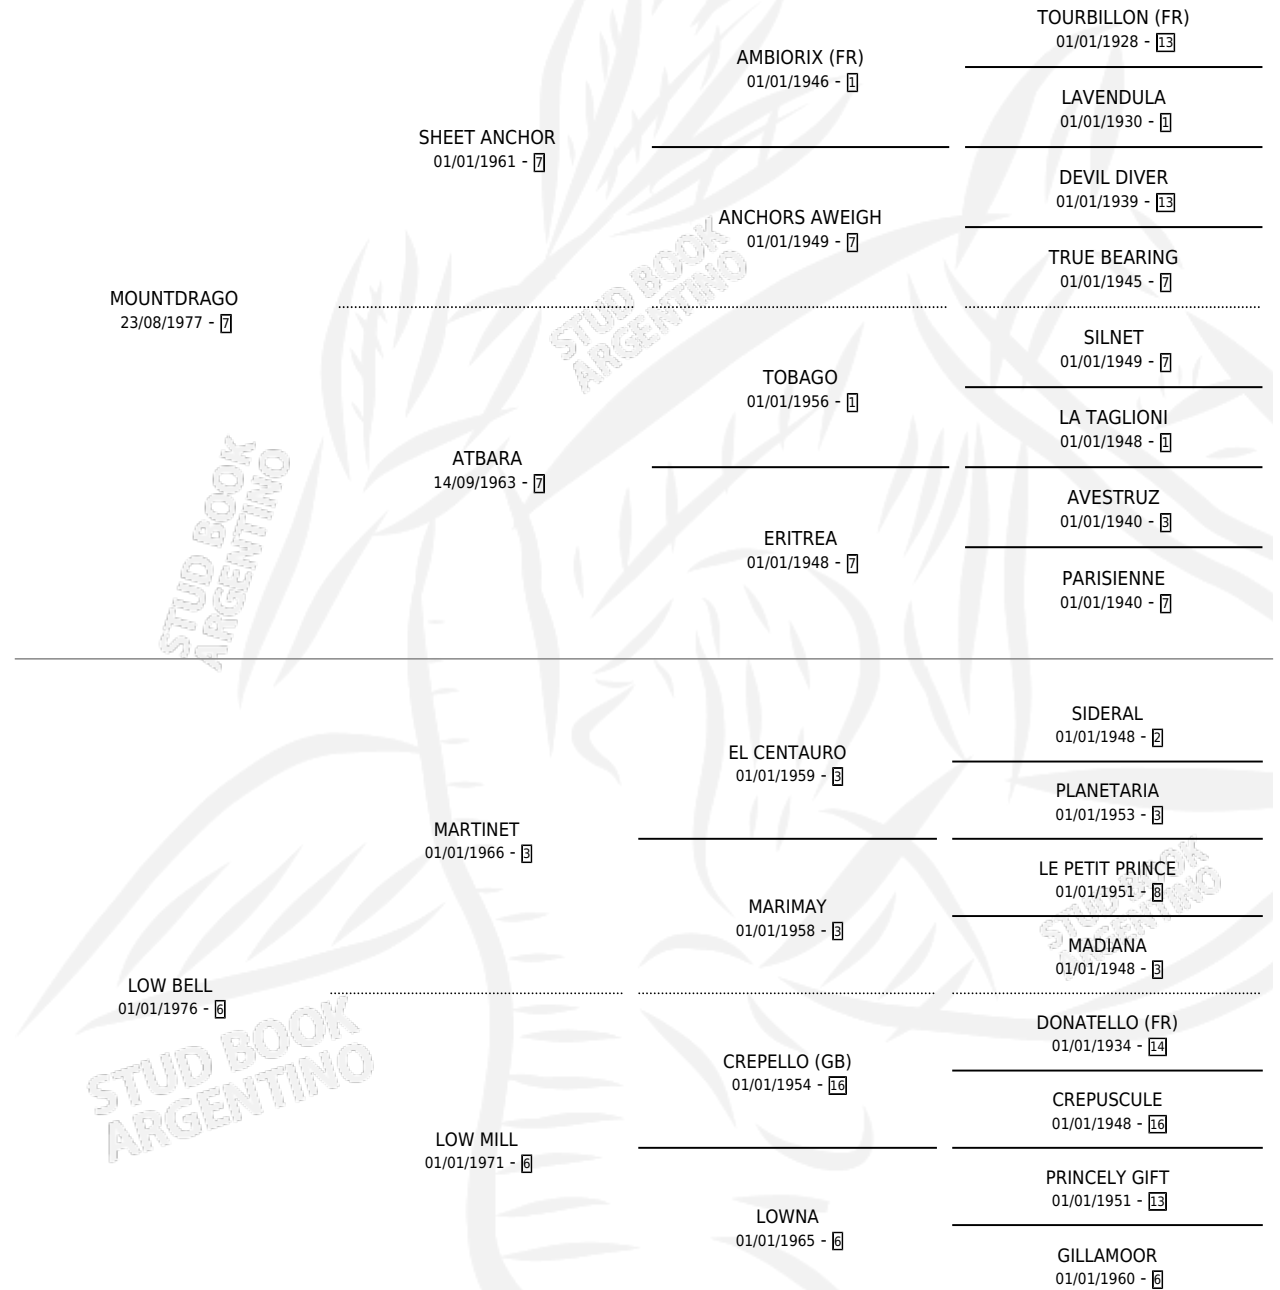 TOURBILLON (FR)
01/01/1928 - 13
AMBIORIX (FR)
01/01/1946 - 1
LAVENDULA
01/01/1930 - 1
SHEET ANCHOR
01/01/1961 - 7
DEVIL DIVER
01/01/1939 - 13
ANCHORS AWEIGH
01/01/1949 - 7
TRUE BEARING
01/01/1945 - 7
MOUNTDRAGO
23/08/1977 - 7
STUD BOOK
ARGENTINO
SILNET
01/01/1949 - 7
TOBAGO
01/01/1956 - 1
LA TAGLIONI
01/01/1948 - 1
ATBARA
14/09/1963 - 7
AVESTRUZ
01/01/1940 - 3
ERITREA
01/01/1948 - 7
PARISIENNE
01/01/1940 - 7
STUD BOOK
ARGENTINO
SIDERAL
01/01/1948 - 2
EL CENTAURO
01/01/1959 - 3
PLANETARIA
01/01/1953 - 3
MARTINET
01/01/1966 - 3
LE PETIT PRINCE
01/01/1951 - 8
MARIMAY
01/01/1958 - 3
STUD BOOK
ARGENTINO
MADIANA
01/01/1948 - 3
LOW BELL
01/01/1976 - 6
DONATELLO (FR)
01/01/1934 - 14
CREPELLO (GB)
01/01/1954 - 16
CREPUSCULE
01/01/1948 - 16
STUD BOOK
ARGENTINO
LOW MILL
01/01/1971 - 6
PRINCELY GIFT
01/01/1951 - 13
LOWNA
01/01/1965 - 6
GILLAMOOR
01/01/1960 - 6